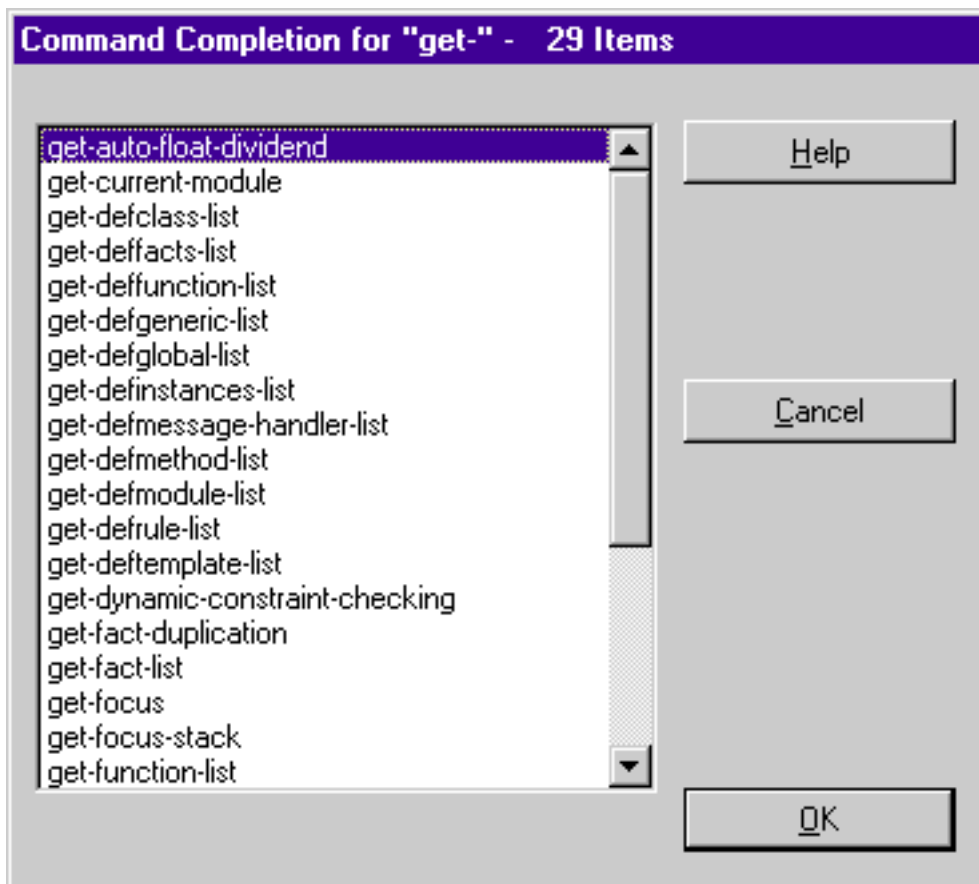 Command Completion for "get-" - 29 Items
get-auto-float-dividend
get-current-module
get-defclass-list
get-deffacts-list
get-deffunction-list
get-defgeneric-list
get-defglobal-list
get-definstances-list
get-defmessage-handler-list
get-defmethod-list
get-defmodule-list
get-defrule-list
get-deftemplate-list
get-dynamic-constraint-checking
get-fact-duplication
get-fact-list
get-focus
get-focus-stack
get-function-list
Help
Cancel
OK